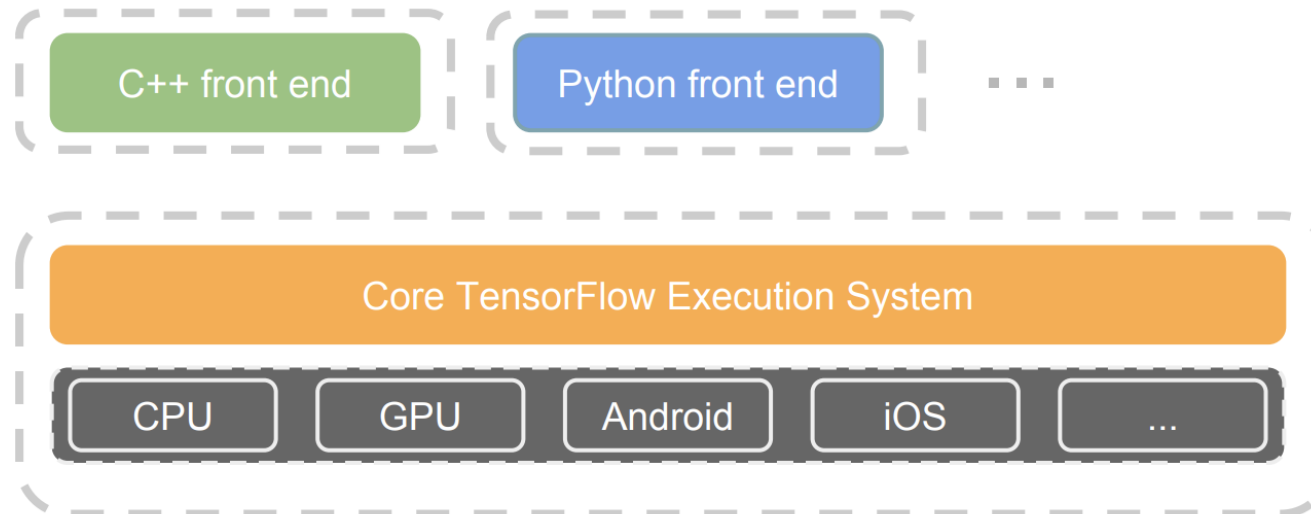 C++ front end
Python front end
...
Core TensorFlow Execution System
CPU
GPU
Android
iOS
...